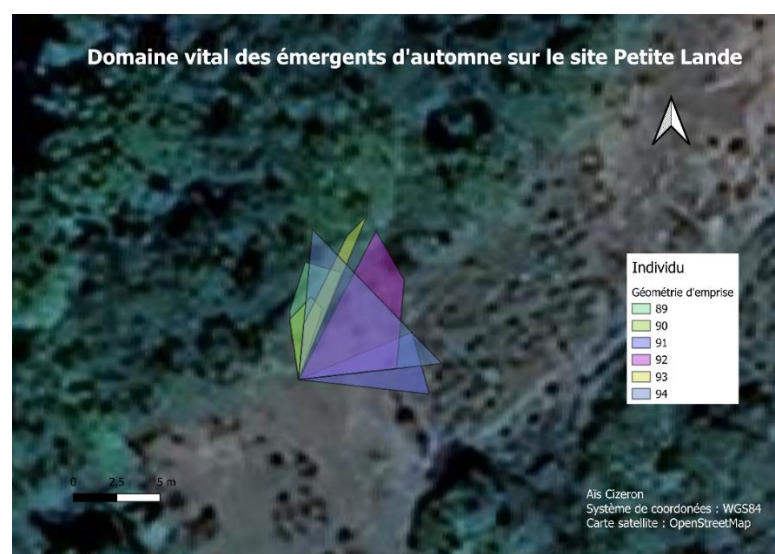 Domaine vital des émergents d'automne sur le site Petite Lande
Individu
Géométrie d'emprise
89
90
91
92
93
94
0 2,5 5 m
Aïs Cizeron
Système de coordonées : WGS84
Carte satellite : OpenStreetMap